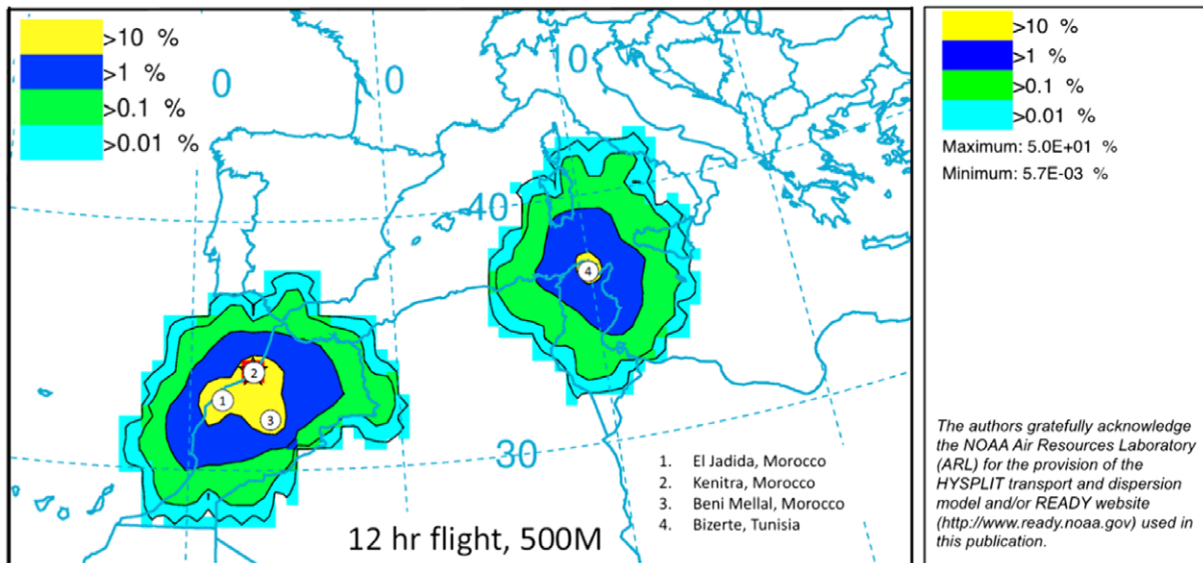 >10 %
>1 %
>0.1 %
>0.01 %
0
0
0
20
40
30
1
2
3
4
1. El Jadida, Morocco
2. Kenitra, Morocco
3. Beni Mellal, Morocco
4. Bizerte, Tunisia
12 hr flight, 500M
>10 %
>1 %
>0.1 %
>0.01 %
Maximum: 5.0E+01 %
Minimum: 5.7E-03 %
The authors gratefully acknowledge
the NOAA Air Resources Laboratory
(ARL) for the provision of the
HYSPLIT transport and dispersion
model and/or READY website
(http://www.ready.noaa.gov) used in
this publication.